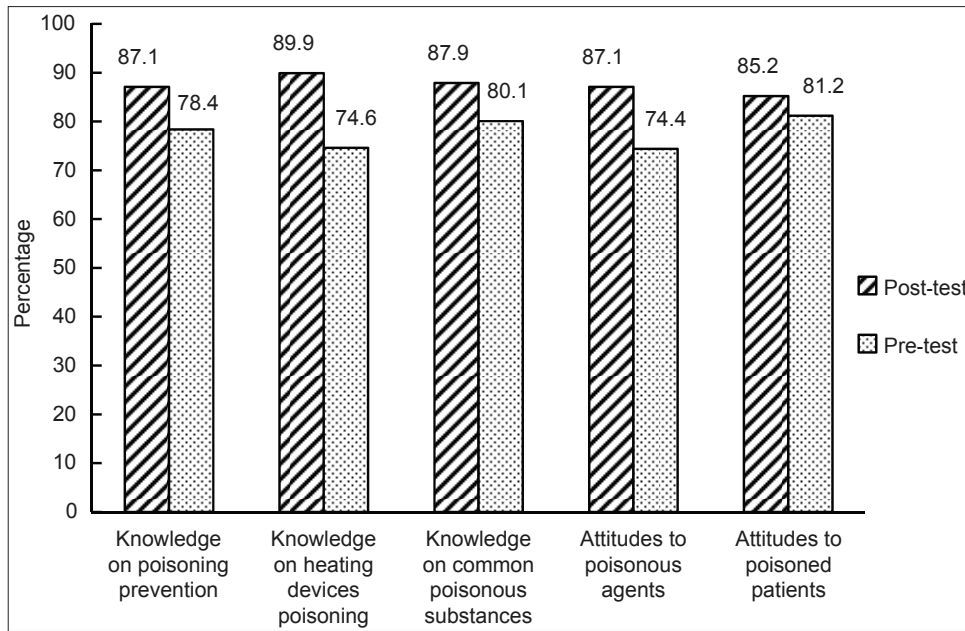 100
90
80
70
60
50
40
30
20
10
0
Percentage
87.1
78.4
89.9
74.6
87.9
80.1
87.1
74.4
85.2
81.2
Knowledge
on poisoning
prevention
Knowledge
on heating
devices
poisoning
Knowledge
on common
poisonous
substances
Attitudes to
poisonous
agents
Attitudes to
poisoned
patients
Post-test
Pre-test